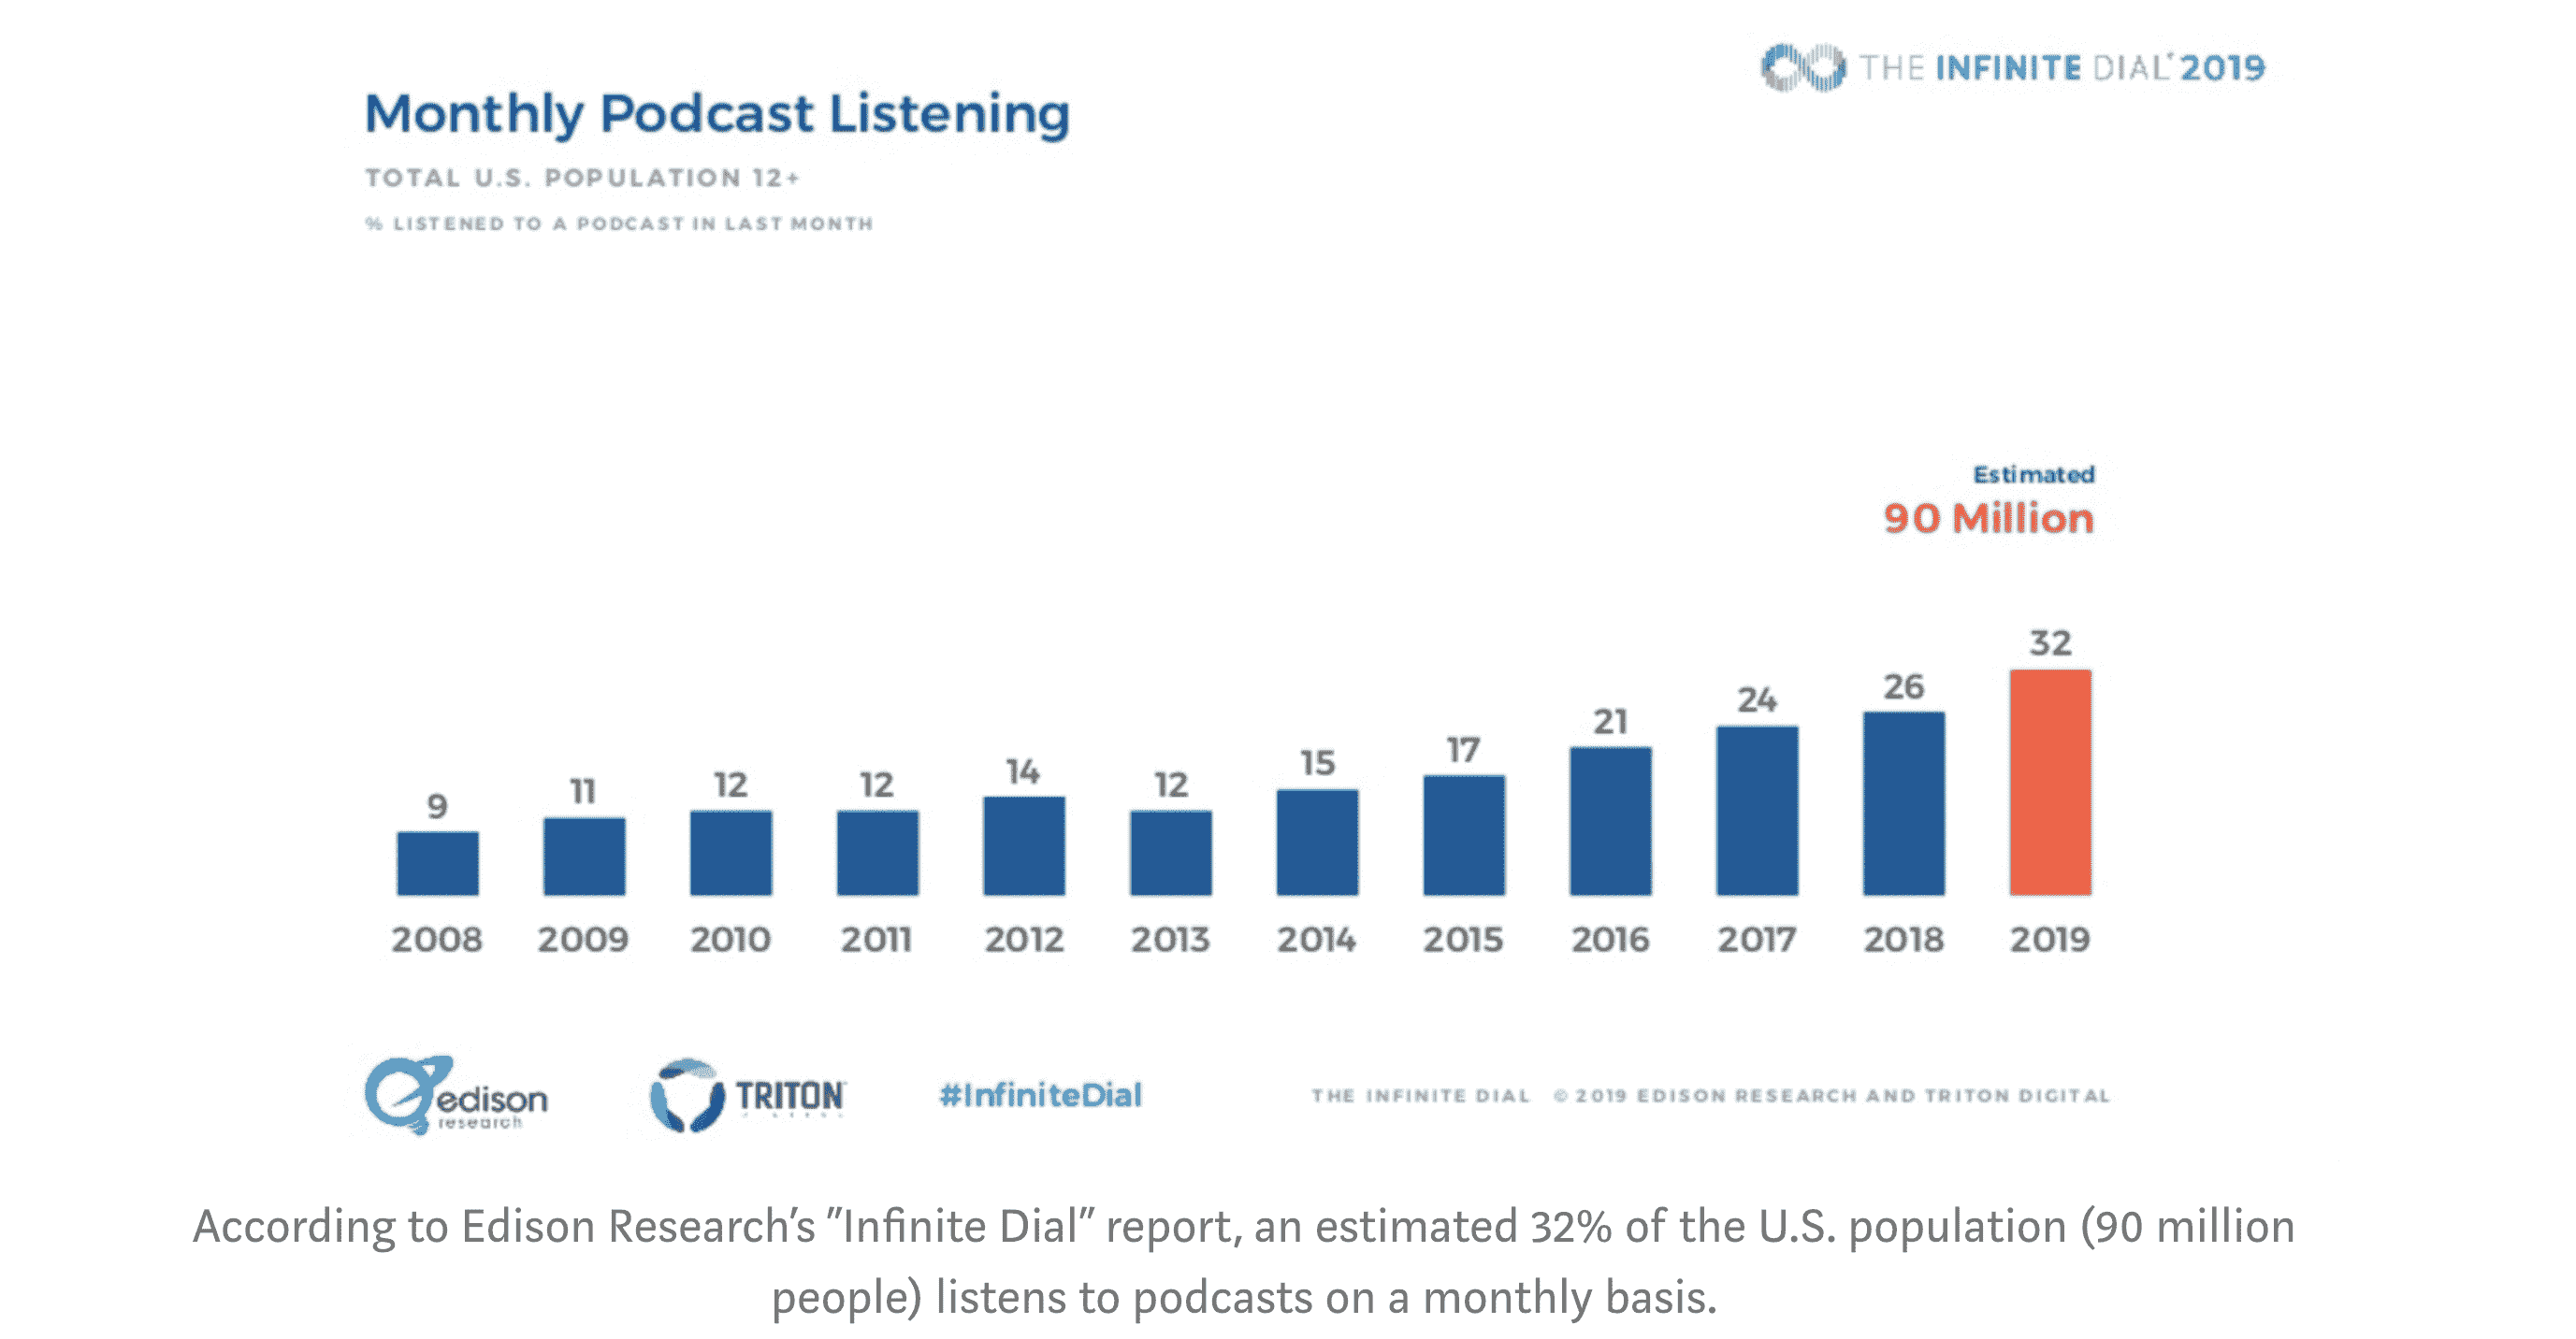 THE INFINITE DIAL® 2019
Monthly Podcast Listening
TOTAL U.S. POPULATION 12+
% LISTENED TO A PODCAST IN LAST MONTH
Estimated
90 Million
9 11 12 12 14 12 15 17 21 24 26 32
2008 2009 2010 2011 2012 2013 2014 2015 2016 2017 2018 2019
edison
research
TRITON
#InfiniteDial
THE INFINITE DIAL © 2019 EDISON RESEARCH AND TRITON DIGITAL
According to Edison Research’s ”Infinite Dial” report, an estimated 32% of the U.S. population (90 million
people) listens to podcasts on a monthly basis.